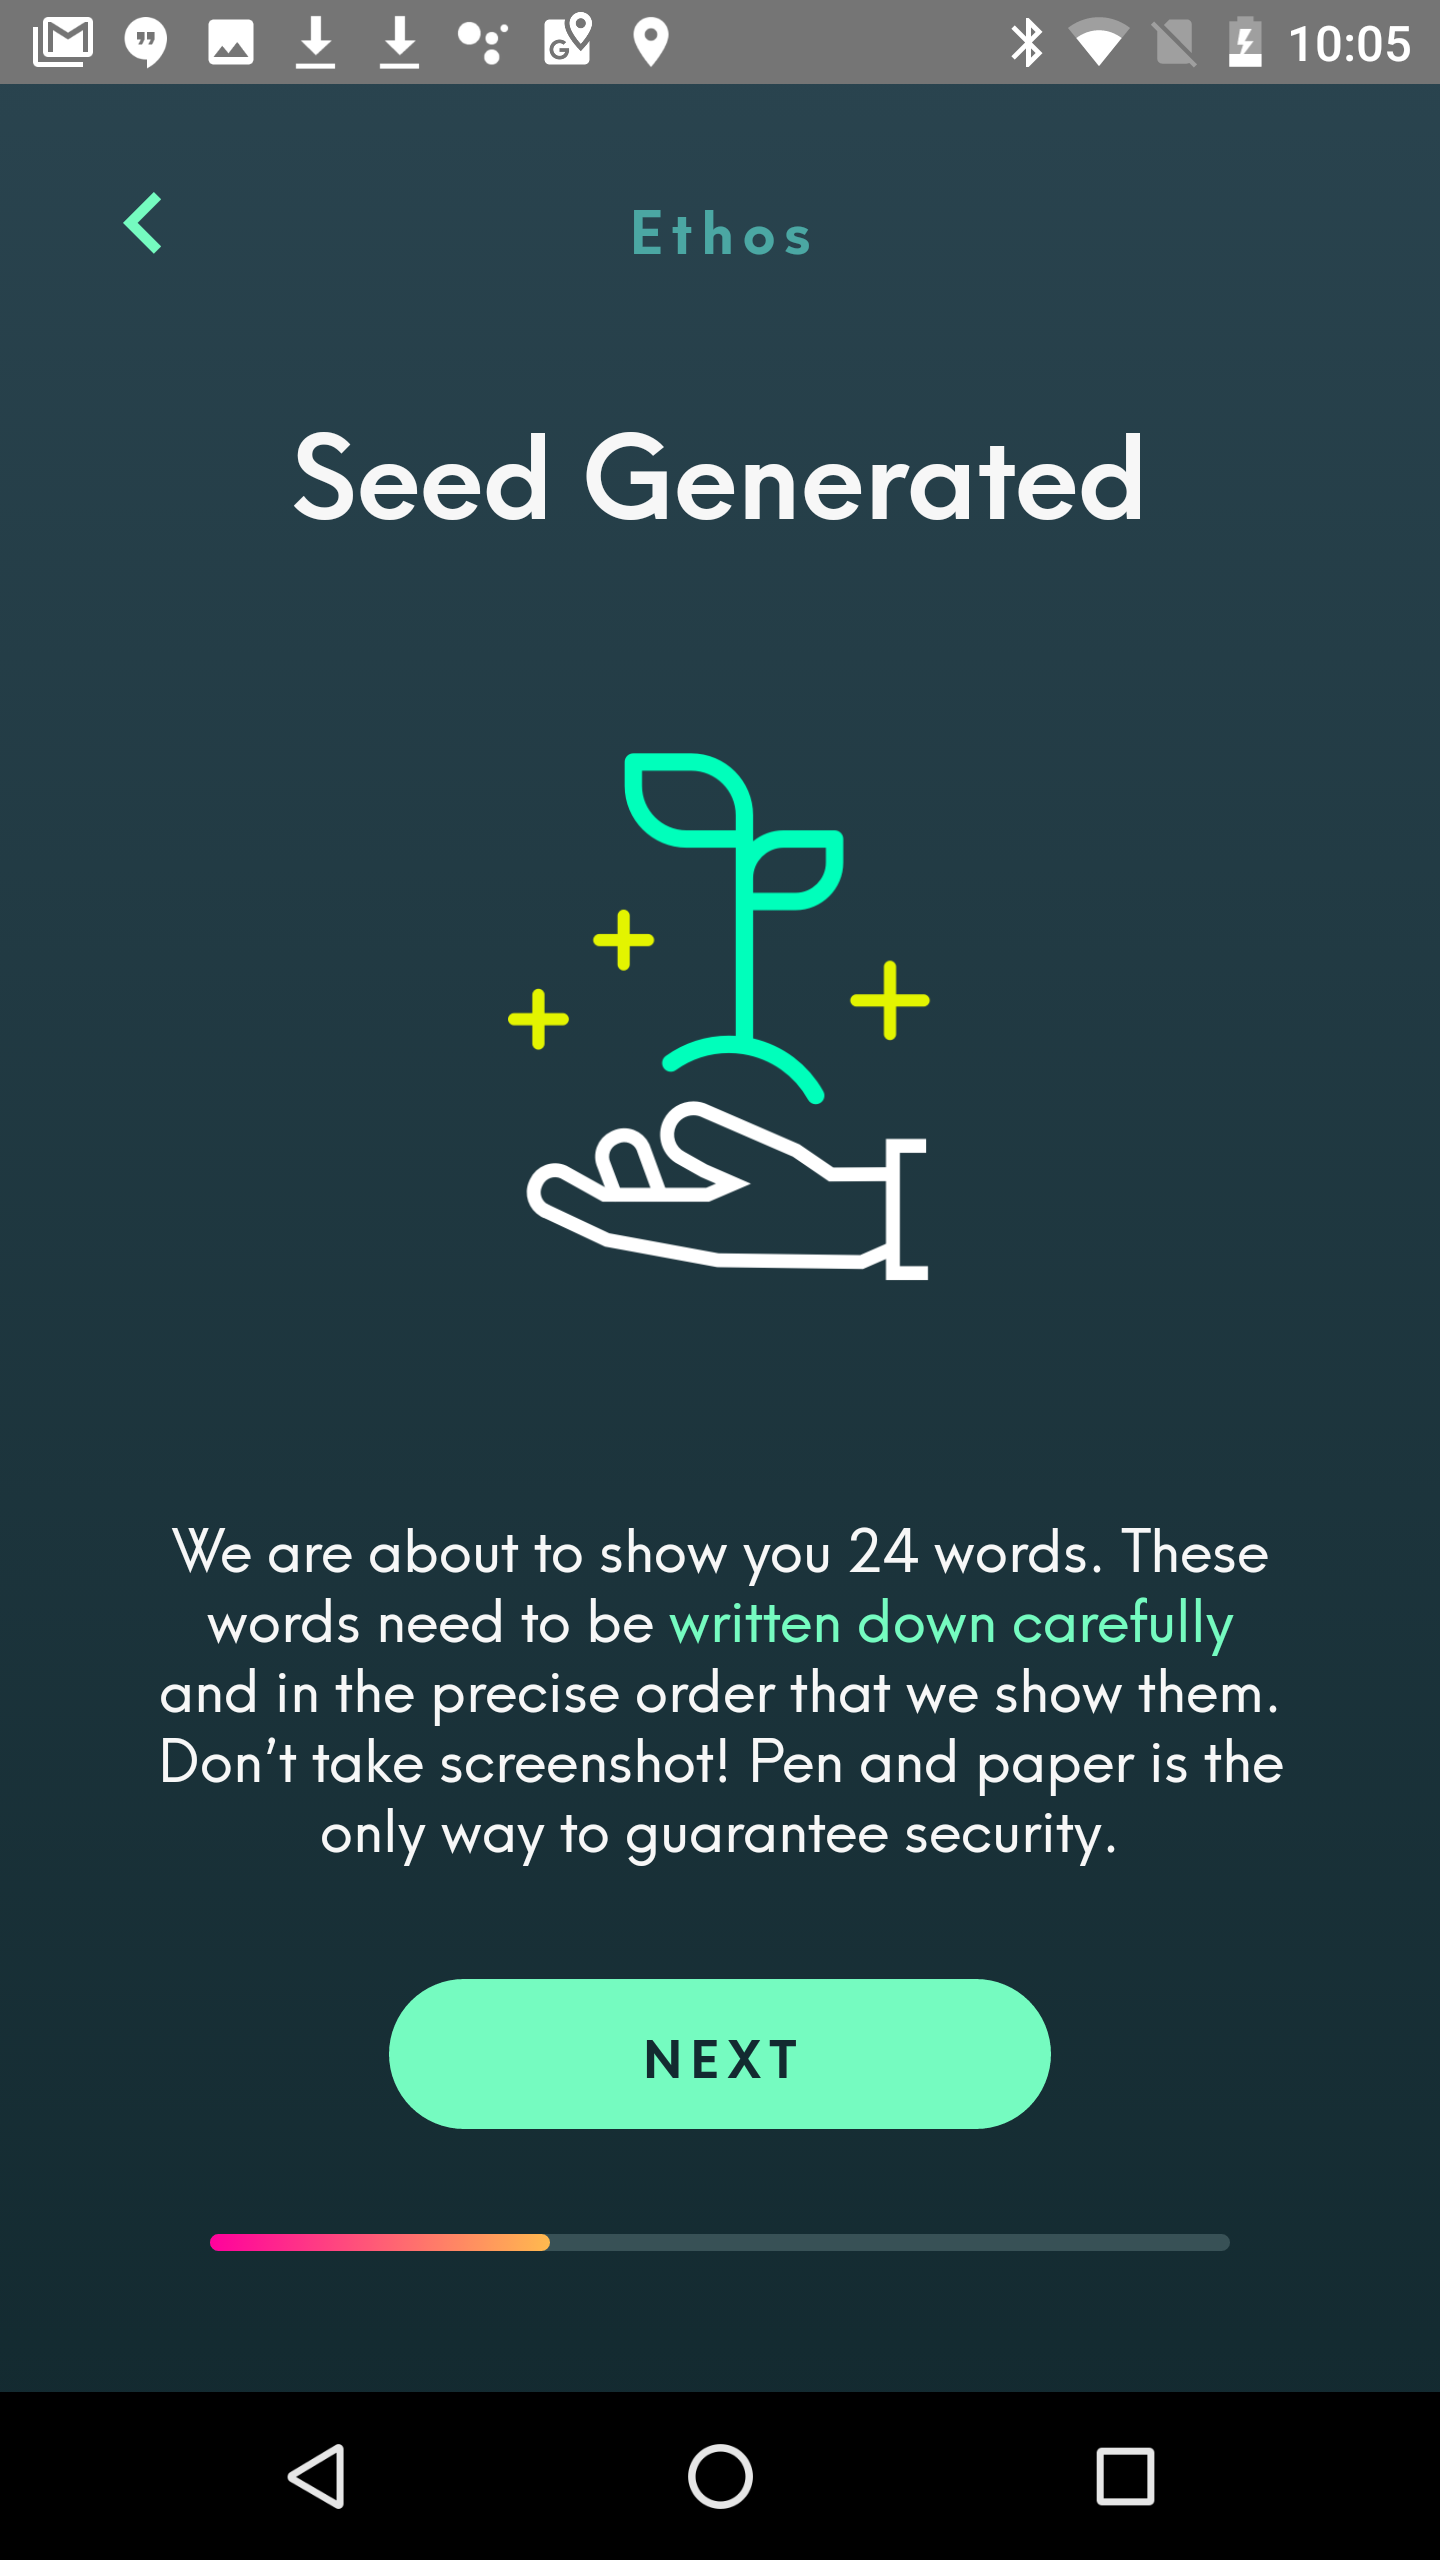 10:05
Ethos
Seed Generated
We are about to show you 24 words. These
words need to be written down carefully
and in the precise order that we show them.
Don’t take screenshot! Pen and paper is the
only way to guarantee security.
NEXT